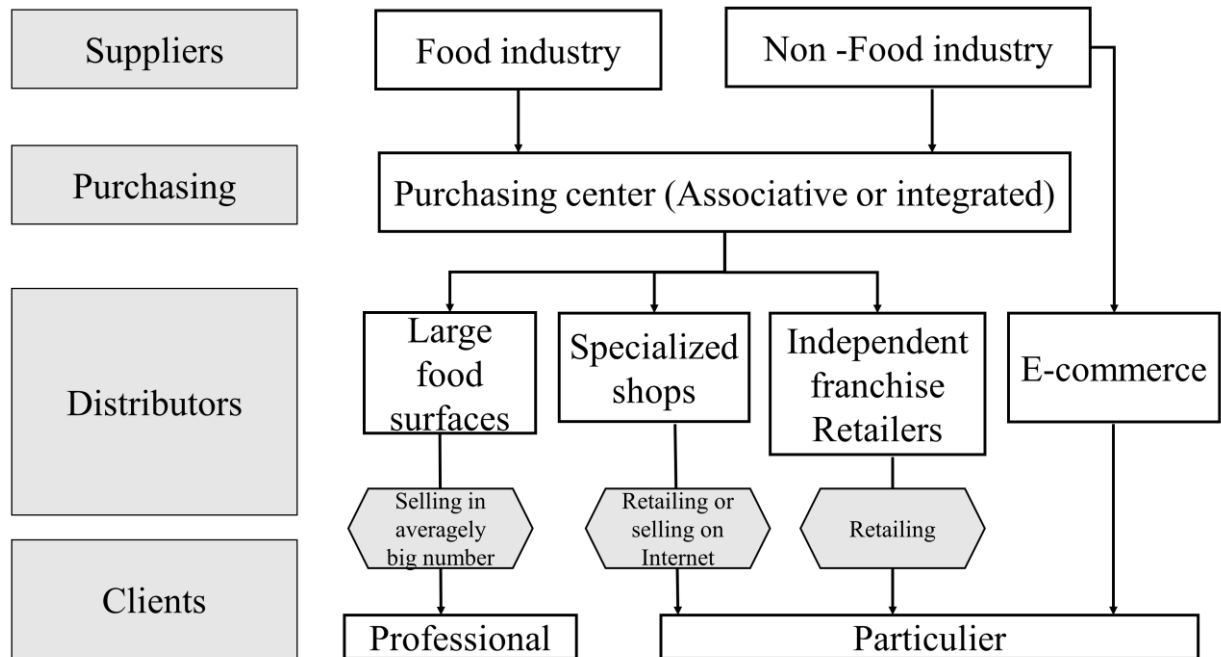 Suppliers
Food industry
Non -Food industry
Purchasing
Purchasing center (Associative or integrated)
Distributors
Large
food
surfaces
Specialized
shops
Independent
franchise
Retailers
E-commerce
Selling in
averagely
big number
Retailing or
selling on
Internet
Retailing
Clients
Professional
Particulier